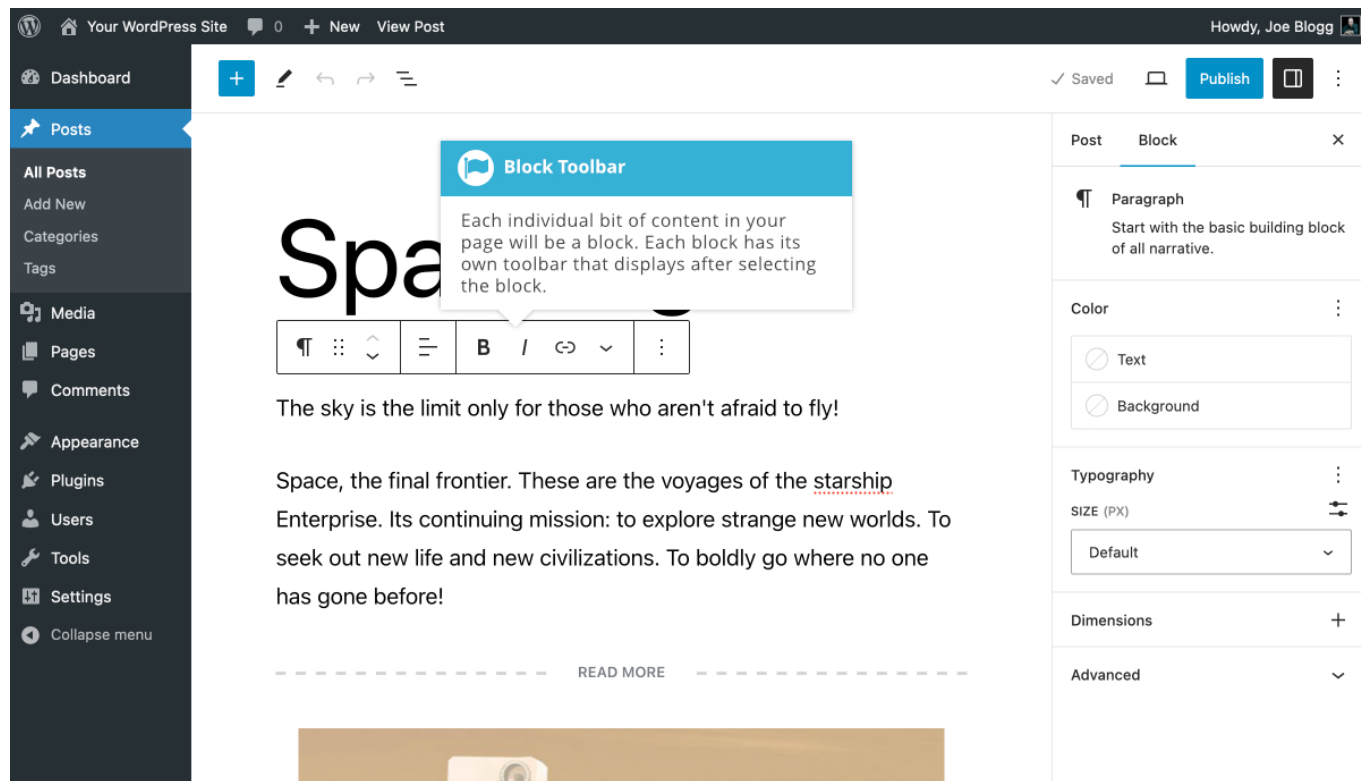 Your WordPress Site 0 New View Post Howdy, Joe Blogg
Dashboard
Posts
All Posts
Add New
Categories
Tags
Media
Pages
Comments
Appearance
Plugins
Users
Tools
Settings
Collapse menu
Saved Publish
Block Toolbar
Each individual bit of content in your
page will be a block. Each block has its
own toolbar that displays after selecting
the block.
B I
The sky is the limit only for those who aren't afraid to fly!
Space, the final frontier. These are the voyages of the starship
Enterprise. Its continuing mission: to explore strange new worlds. To
seek out new life and new civilizations. To boldly go where no one
has gone before!
READ MORE
Post Block
Paragraph
Start with the basic building block
of all narrative.
Color
Text
Background
Typography
SIZE (PX)
Default
Dimensions
Advanced